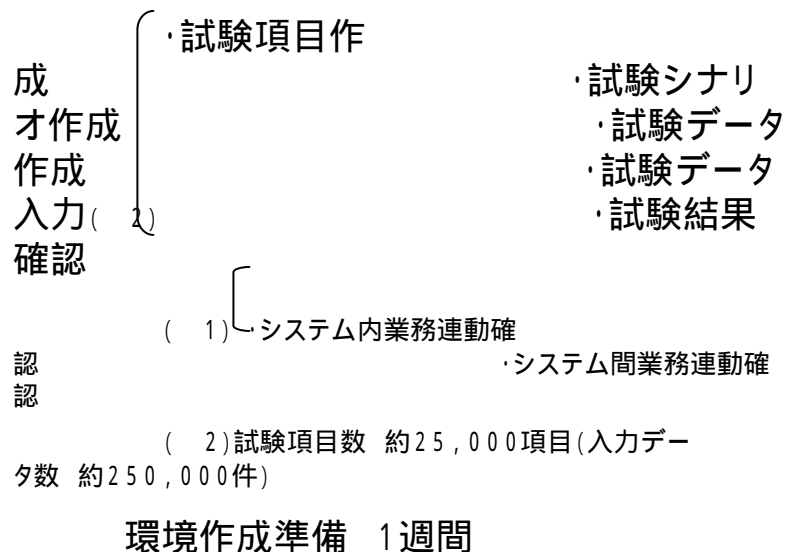 ・試験項目作
成 ・試験シナリ
オ作成 ・試験データ
作成 ・試験データ
入力( 2) ・試験結果
確認
( 1) ・システム内業務連動確
認 ・システム間業務連動確
認
( 2)試験項目数 約25,000項目(入力デー
タ数 約250,000件)
環境作成準備 1週間